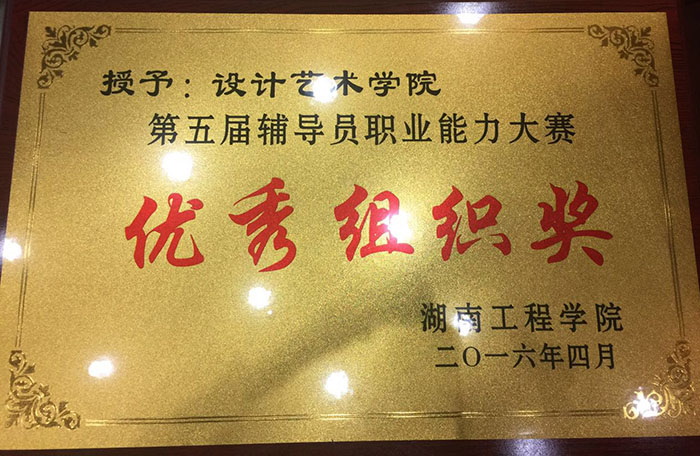 授予：设计艺术学院
第五届辅导员职业能力大赛
优秀组织奖
湖南工程学院
二O一六年四月